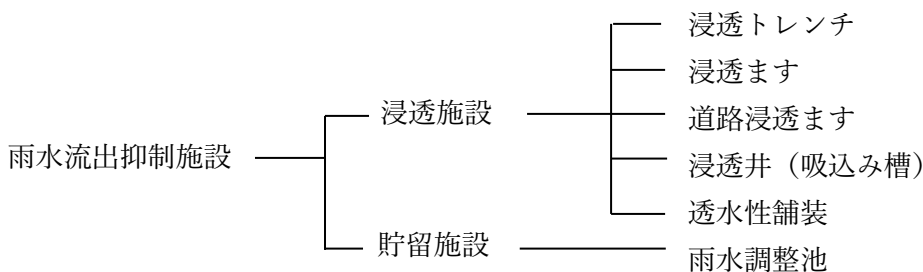 浸透トレンチ
浸透ます
浸透施設
道路浸透ます
雨水流出抑制施設
浸透井（吸込み槽）
透水性舗装
貯留施設
雨水調整池